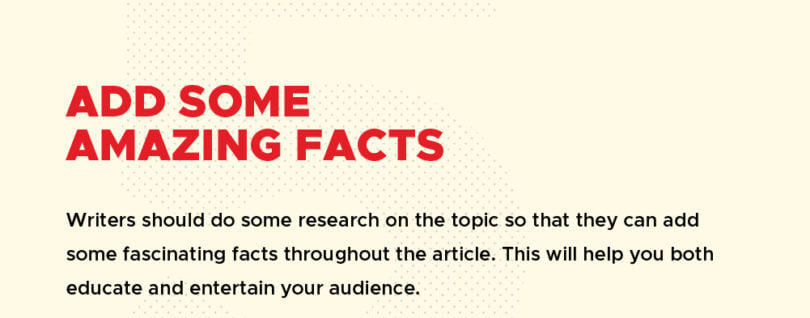 ADD SOME
AMAZING FACTS
Writers should do some research on the topic so that they can add
some fascinating facts throughout the article. This will help you both
educate and entertain your audience.